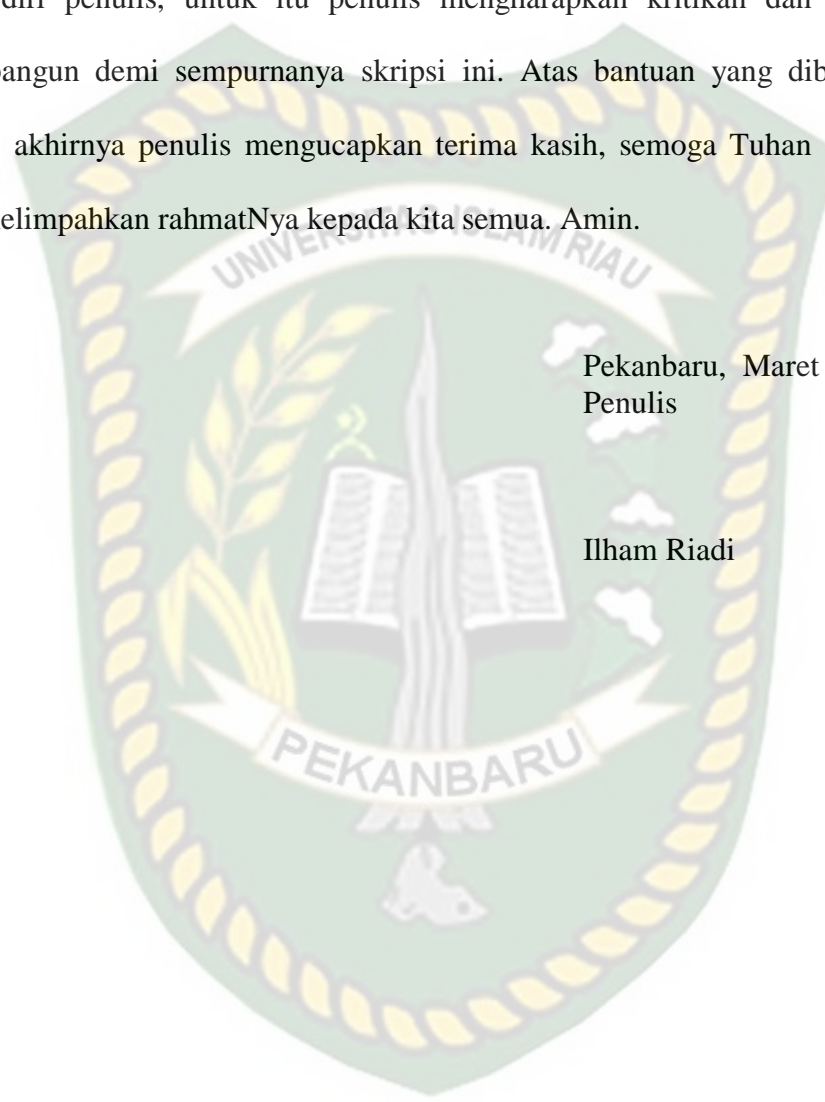 diri penulis, untuk itu penulis mengharapkan kritikan dan
bangun demi sempurnanya skripsi ini. Atas bantuan yang dib
akhirnya penulis mengucapkan terima kasih, semoga Tuhan
elimpahkan rahmatNya kepada kita semua. Amin.
UNIVERSITAS ISLAM RIAU
Pekanbaru, Maret
Penulis
Ilham Riadi
PEKANBARU